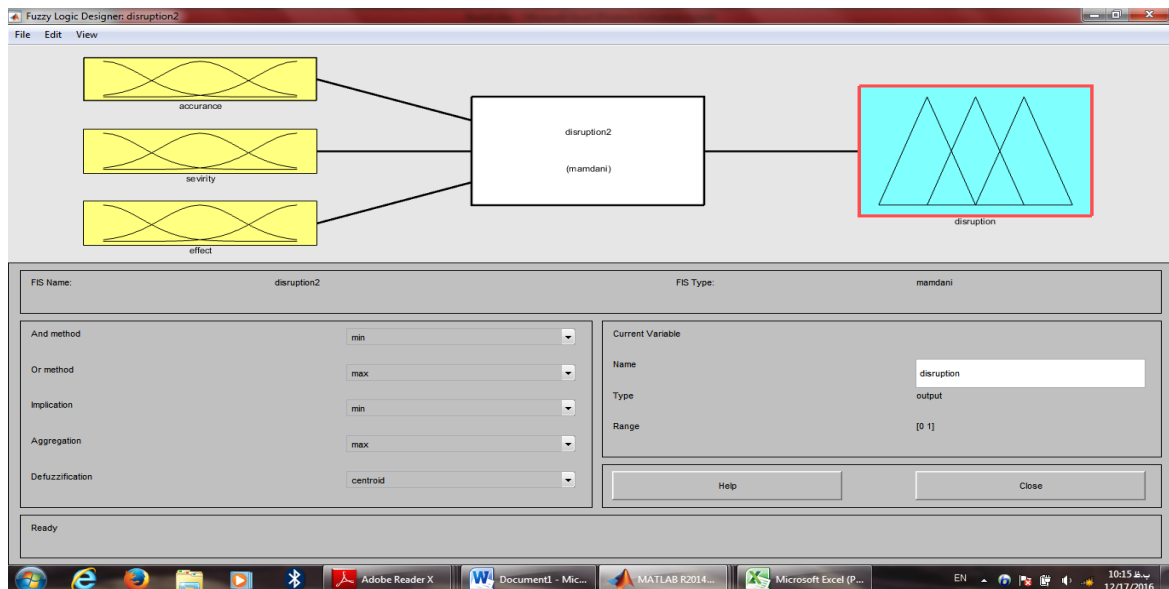 Fuzzy Logic Designer: disruption2
File Edit View
accurance
sevirity
effect
disruption2
(mamdani)
disruption
FIS Name: disruption2 FIS Type: mamdani
And method min
Or method max
Implication min
Aggregation max
Defuzzification centroid
Current Variable
Name disruption
Type output
Range [0 1]
Help Close
Ready
Adobe Reader X Document1 - Mic... MATLAB R2014... Microsoft Excel (P... EN 10:15 ب.ظ
12/17/2016